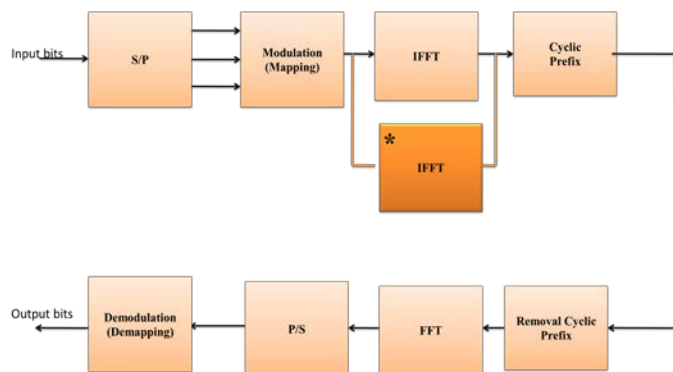 Input bits
S/P
Modulation
(Mapping)
IFFT
Cyclic
Prefix
*
IFFT
Output bits
Demodulation
(Demapping)
P/S
FFT
Removal Cyclic
Prefix